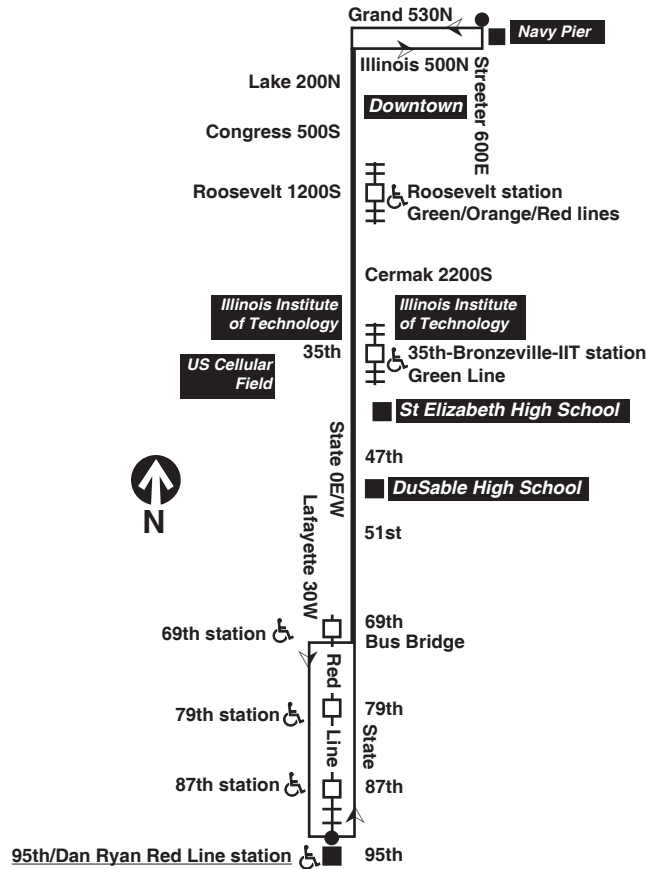 Grand 530N
Navy Pier
Illinois 500N
Streeter 600E
Lake 200N
Downtown
Congress 500S
Roosevelt 1200S
Roosevelt station
Green/Orange/Red lines
Cermak 2200S
Illinois Institute
of Technology
Illinois Institute
of Technology
35th
35th-Bronzeville-IIT station
Green Line
US Cellular
Field
St Elizabeth High School
State 0E/W
47th
DuSable High School
N
Lafayette 30W
51st
69th station
69th
Bus Bridge
Red Line
79th station
79th
State
87th station
87th
95th/Dan Ryan Red Line station
95th